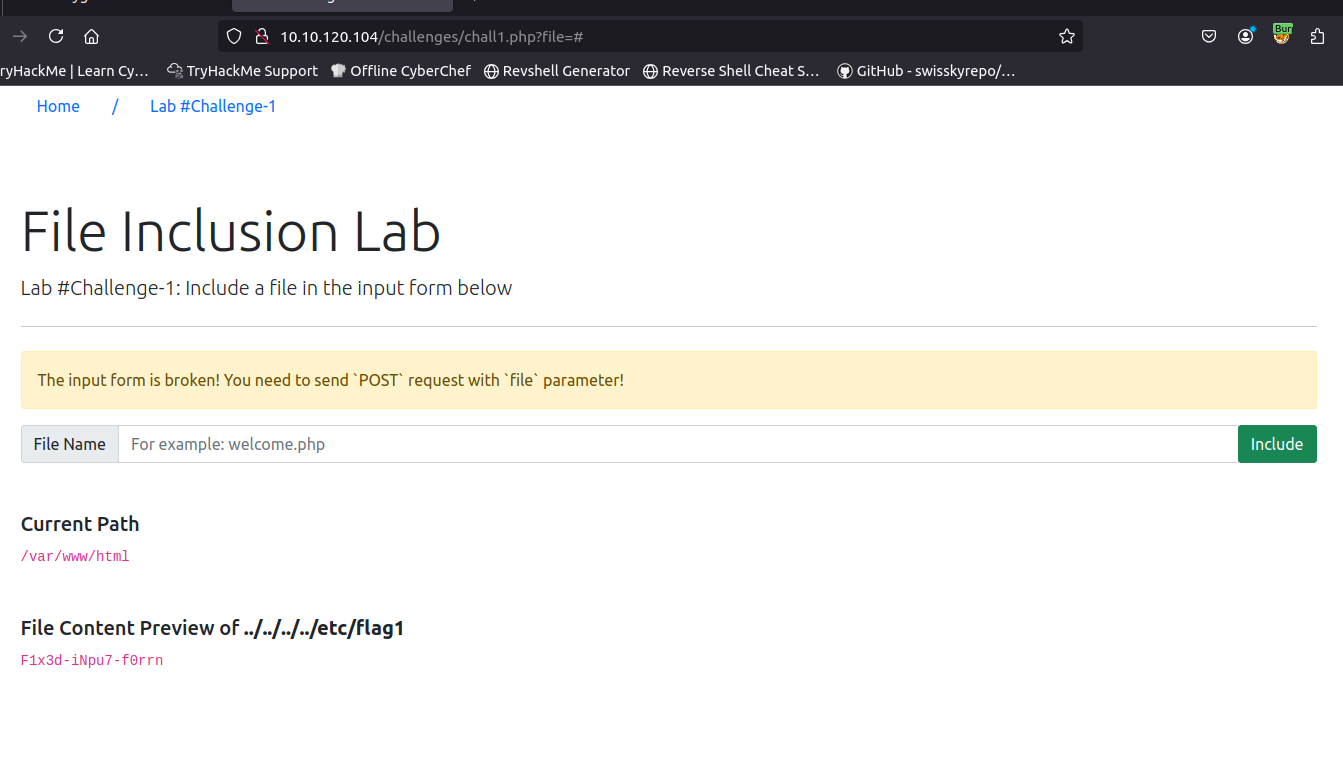 10.10.120.104/challenges/chall1.php?file=#
Burp
ryHackMe | Learn Cy… TryHackMe Support Offline CyberChef Revshell Generator Reverse Shell Cheat S… GitHub - swisskyrepo/…
Home / Lab #Challenge-1
File Inclusion Lab
Lab #Challenge-1: Include a file in the input form below
The input form is broken! You need to send `POST` request with `file` parameter!
File Name For example: welcome.php Include
Current Path
/var/www/html
File Content Preview of ../../../../etc/flag1
F1x3d-iNpu7-f0rrn